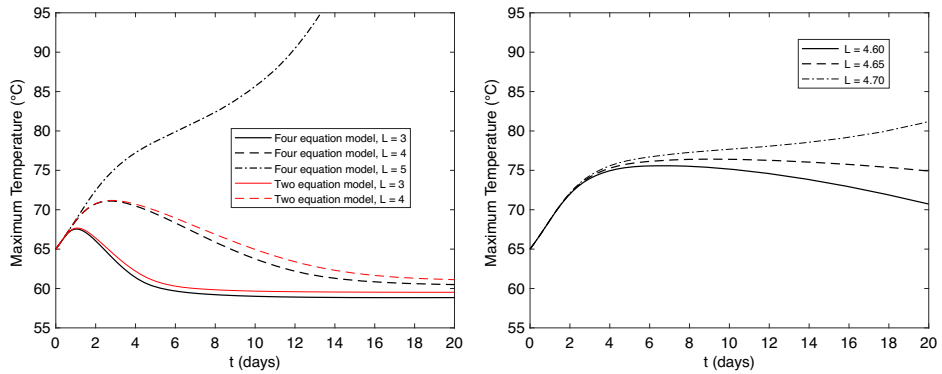 95
90
85
80
75
70
65
60
55
Maximum Temperature (°C)
Four equation model, L = 3
Four equation model, L = 4
Four equation model, L = 5
Two equation model, L = 3
Two equation model, L = 4
0 2 4 6 8 10 12 14 16 18 20
t (days)
95
90
85
80
75
70
65
60
55
Maximum Temperature (°C)
L = 4.60
L = 4.65
L = 4.70
0 2 4 6 8 10 12 14 16 18 20
t (days)